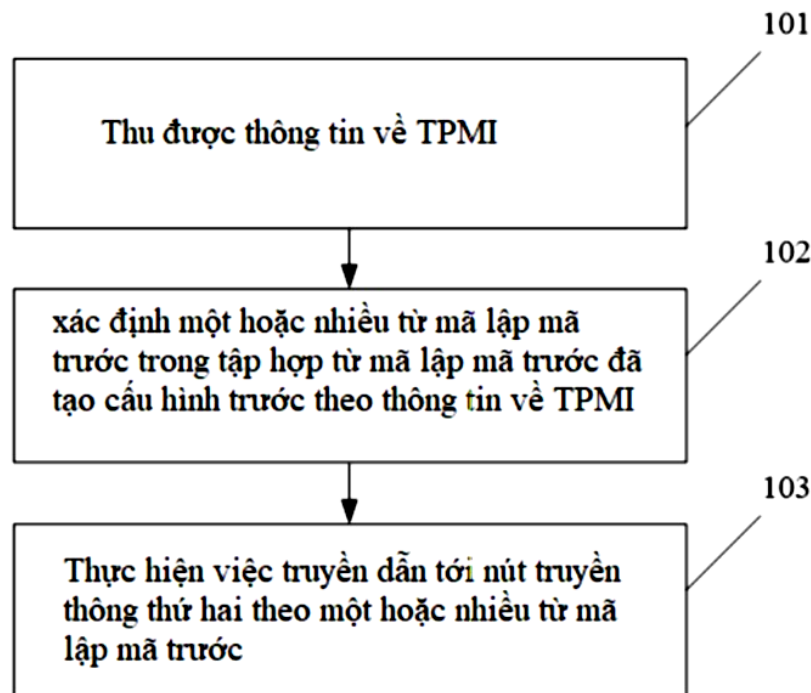 101
Thu được thông tin về TPMI
102
xác định một hoặc nhiều từ mã lập mã
trước trong tập hợp từ mã lập mã trước đã
tạo cấu hình trước theo thông tin về TPMI
103
Thực hiện việc truyền dẫn tới nút truyền
thông thứ hai theo một hoặc nhiều từ mã
lập mã trước